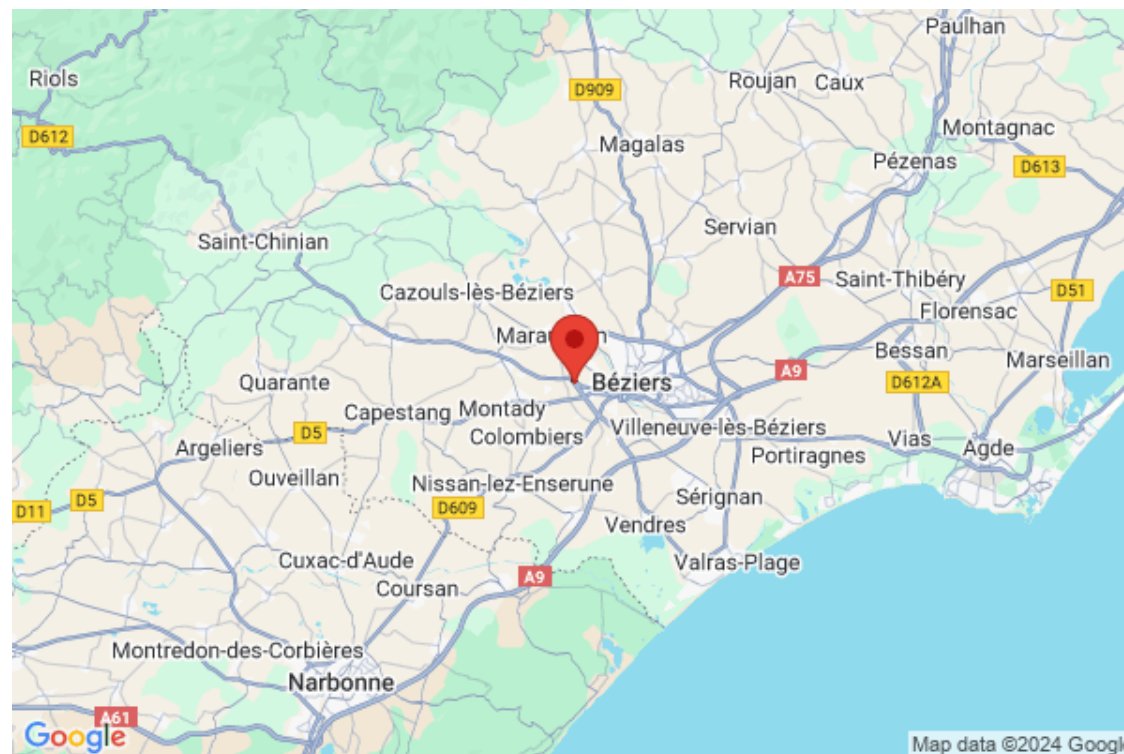 Paulhan
Riols
Roujan
Caux
D909
D612
Montagnac
Magalas
Pézenas
D613
Servian
Saint-Chinian
A75
Saint-Thibéry
D51
Cazouls-lès-Béziers
Florensac
Bessan
Marseillan
A9
Quarante
Béziers
D612A
Capestang
Montady
D5
Colombiers
Villeneuve-lès-Béziers
Argeliers
Vias
Agde
Portiragnes
Ouveillan
Nissan-lez-Enserune
D5
D11
D609
Sérignan
Vendres
Cuxac-d'Aude
Valras-Plage
A9
Coursan
Montredon-des-Corbières
Narbonne
A61
Google
Map data ©2024 Google